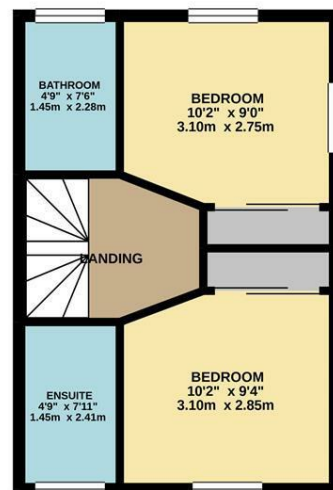 BATHROOM
4'9" x 7'6"
1.45m x 2.28m
BEDROOM
10'2" x 9'0"
3.10m x 2.75m
LANDING
ENSUITE
4'9" x 7'11"
1.45m x 2.41m
BEDROOM
10'2" x 9'4"
3.10m x 2.85m